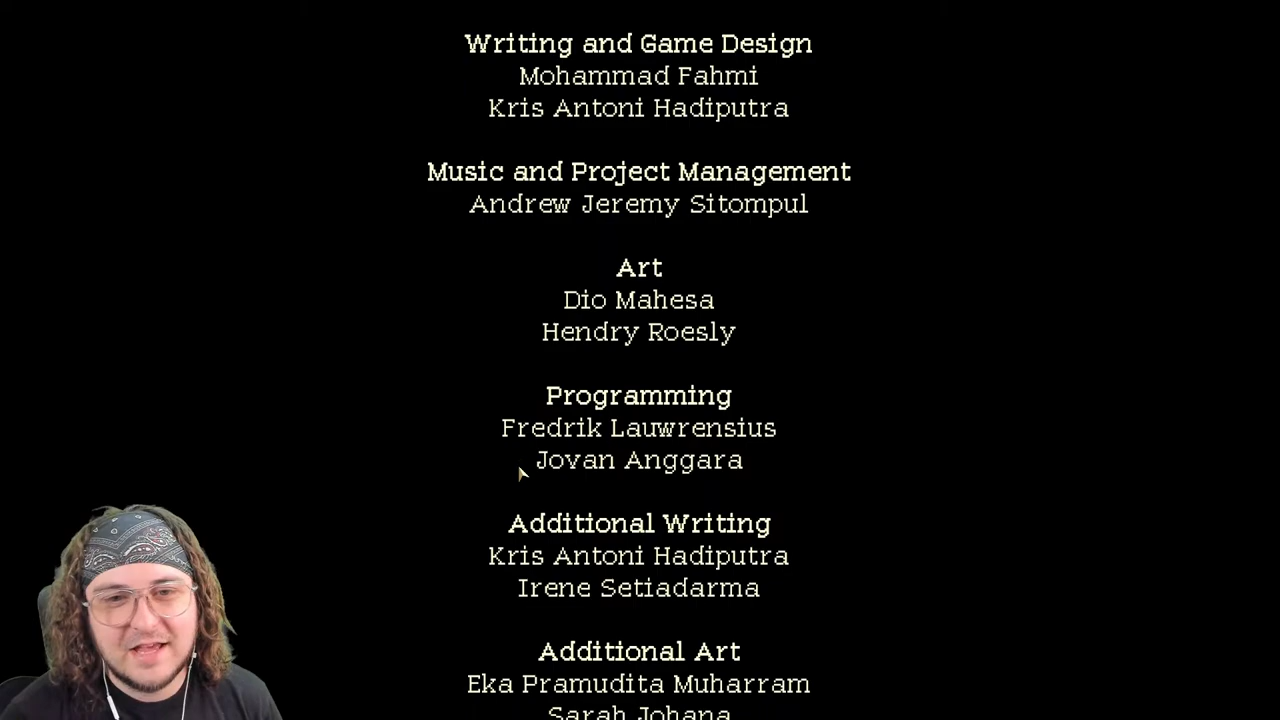 Writing and Game Design
Mohammad Fahmi
Kris Antoni Hadiputra
Music and Project Management
Andrew Jeremy Sitompul
Art
Dio Mahesa
Hendry Roesly
Programming
Fredrik Lauwrensius
Jovan Anggara
Additional Writing
Kris Antoni Hadiputra
Irene Setiadarma
Additional Art
Eka Pramudita Muharram
Sarah Johana